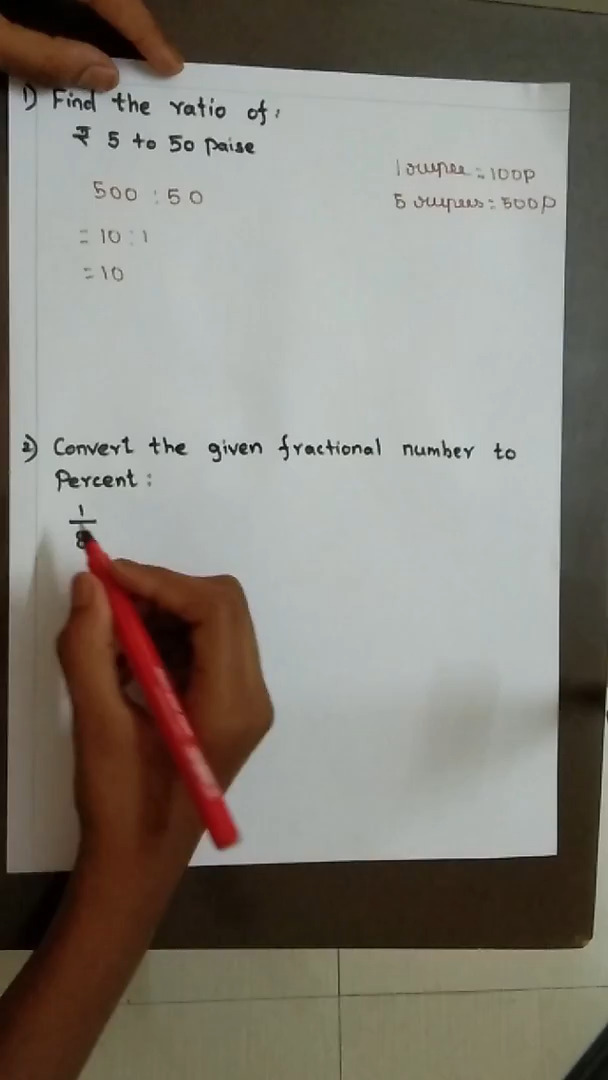 1) Find the ratio of:
₹ 5 to 50 paise
1 rupee = 100p
500 : 50
5 rupees = 500p
= 10 : 1
= 10
2) Convert the given fractional number to
Percent :
1
8